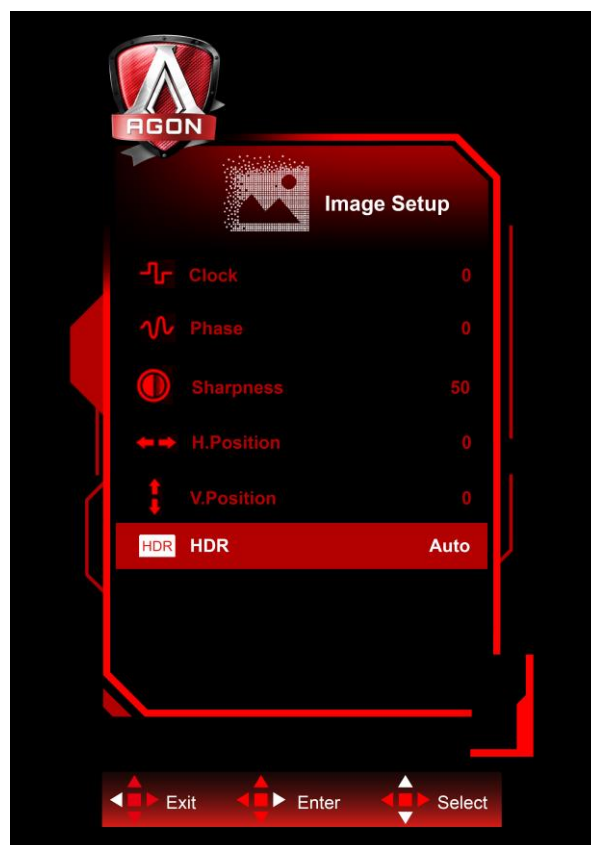 AGON
Image Setup
Clock 0
Phase 0
Sharpness 50
H.Position 0
V.Position 0
HDR HDR Auto
Exit Enter Select